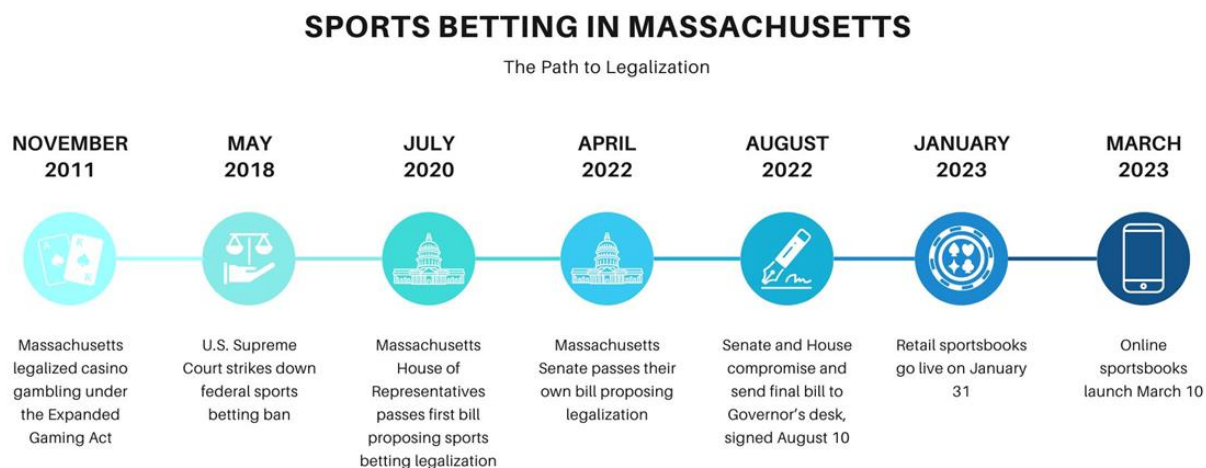 SPORTS BETTING IN MASSACHUSETTS
The Path to Legalization
NOVEMBER
2011
MAY
2018
JULY
2020
APRIL
2022
AUGUST
2022
JANUARY
2023
MARCH
2023
A
K
K
Massachusetts
legalized casino
gambling under
the Expanded
Gaming Act
U.S. Supreme
Court strikes down
federal sports
betting ban
Massachusetts
House of
Representatives
passes first bill
proposing sports
betting legalization
Massachusetts
Senate passes their
own bill proposing
legalization
Senate and House
compromise and
send final bill to
Governor's desk,
signed August 10
Retail sportsbooks
go live on January
31
Online
sportsbooks
launch March 10